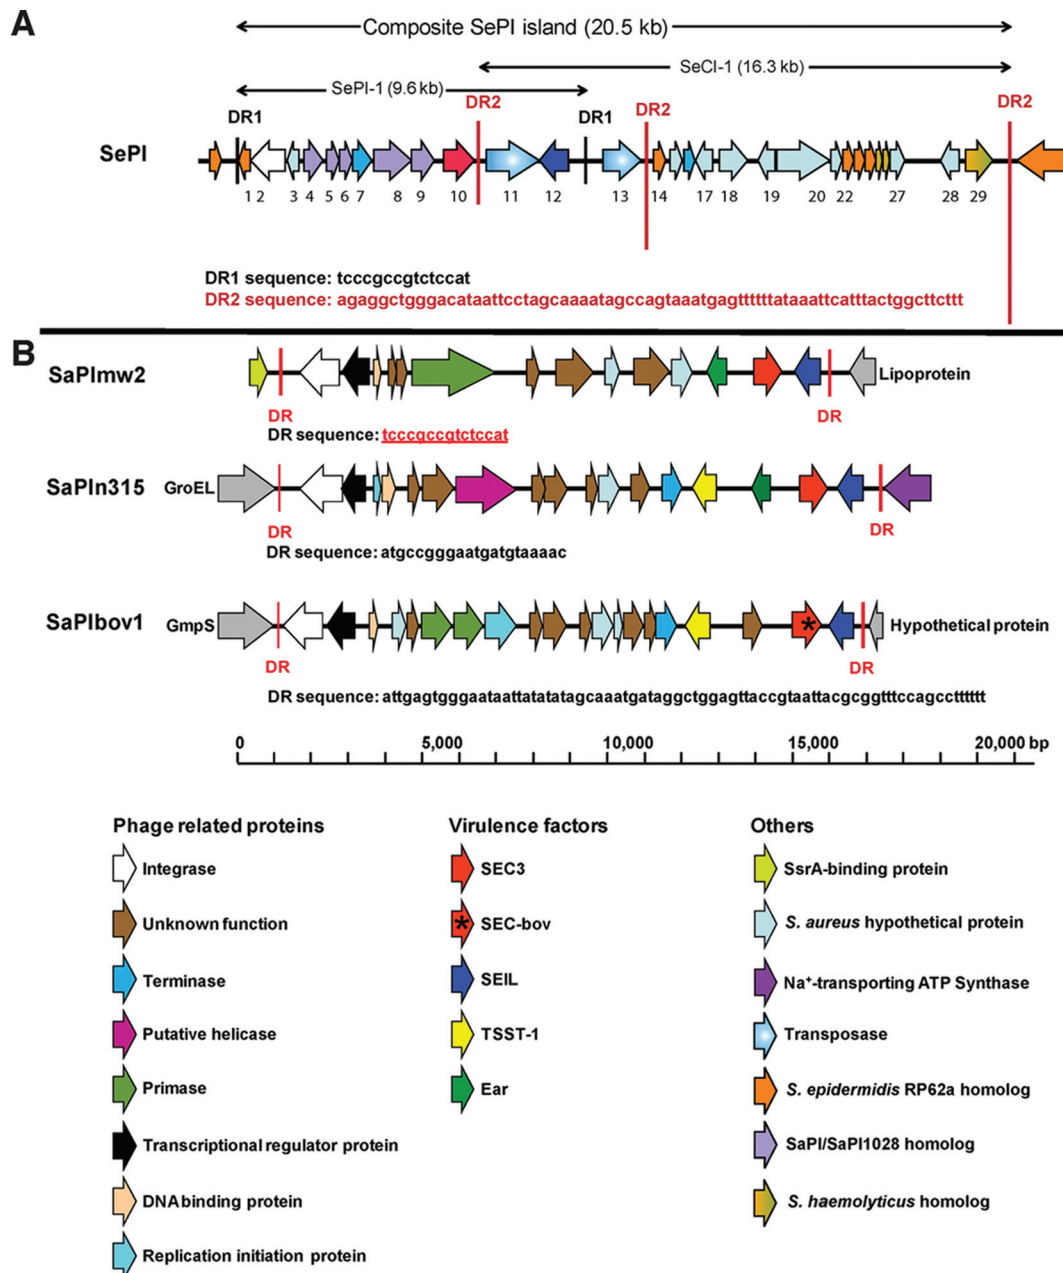 A
Composite SePI island (20.5 kb)
SeCI-1 (16.3 kb)
SePI-1 (9.6 kb)
DR1
DR2
DR1
DR2
DR2
SePI
1 2 3 4 5 6 7 8 9 10 11 12 13 14 17 18 19 20 22 27 28 29
DR1 sequence: tcccgccgtctccat
DR2 sequence: agaggctgggacataattcctagcaaaatagccagtaaatgagttttttataaattcatttactggcttcttt
B
SaPImw2
Lipoprotein
DR
DR
DR sequence: tcccgccgtctccat
SaPIn315
GroEL
DR
DR
DR sequence: atgccgggaatgatgtaaaac
SaPIbov1
GmpS
Hypothetical protein
DR
DR
DR sequence: attgagtgggaataattatatatagcaaatgataggctggagttaccgtaattacgcggtttccagcctttttt
0 5,000 10,000 15,000 20,000 bp
Phage related proteins
Integrase
Unknown function
Terminase
Putative helicase
Primase
Transcriptional regulator protein
DNA binding protein
Replication initiation protein
Virulence factors
SEC3
* SEC-bov
SEIL
TSST-1
Ear
Others
SsrA-binding protein
S. aureus hypothetical protein
Na⁺-transporting ATP Synthase
Transposase
S. epidermidis RP62a homolog
SaPI/SaPI1028 homolog
S. haemolyticus homolog